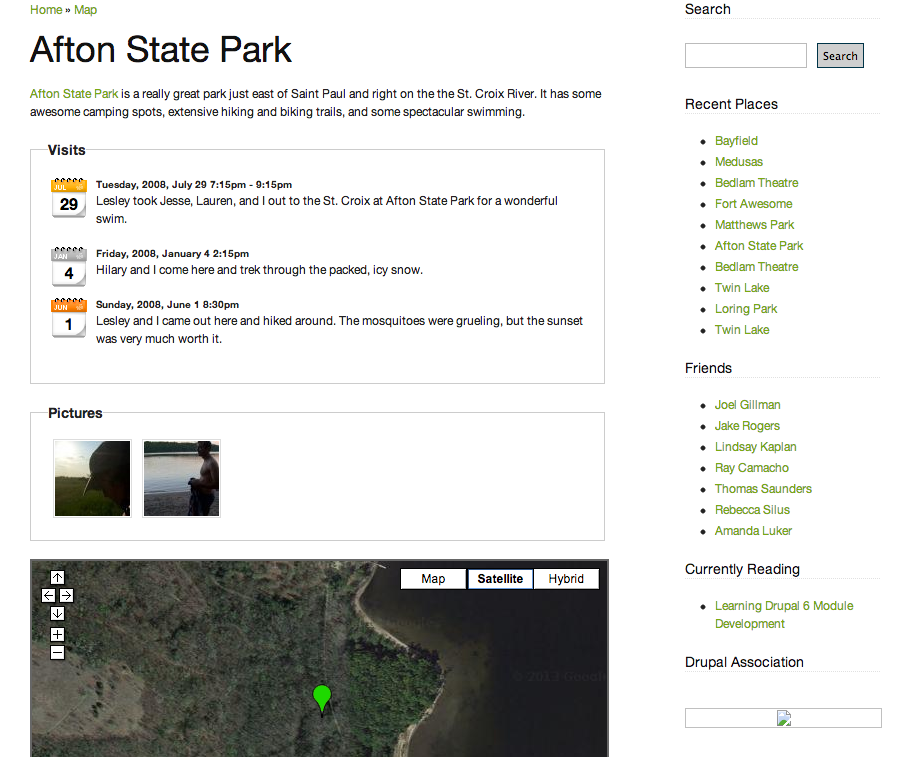 Home » Map
Afton State Park
Afton State Park is a really great park just east of Saint Paul and right on the the St. Croix River. It has some
awesome camping spots, extensive hiking and biking trails, and some spectacular swimming.
Visits
JUL
29
Tuesday, 2008, July 29 7:15pm - 9:15pm
Lesley took Jesse, Lauren, and I out to the St. Croix at Afton State Park for a wonderful
swim.
JAN
4
Friday, 2008, January 4 2:15pm
Hilary and I come here and trek through the packed, icy snow.
JUN
1
Sunday, 2008, June 1 8:30pm
Lesley and I came out here and hiked around. The mosquitoes were grueling, but the sunset
was very much worth it.
Pictures
Map
Satellite
Hybrid
© 2013 Google
Search
Search
Recent Places
Bayfield
Medusas
Bedlam Theatre
Fort Awesome
Matthews Park
Afton State Park
Bedlam Theatre
Twin Lake
Loring Park
Twin Lake
Friends
Joel Gillman
Jake Rogers
Lindsay Kaplan
Ray Camacho
Thomas Saunders
Rebecca Silus
Amanda Luker
Currently Reading
Learning Drupal 6 Module
Development
Drupal Association